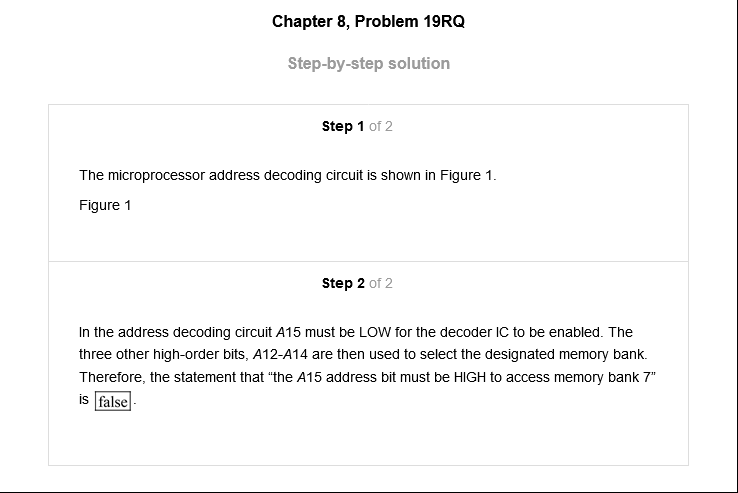 Chapter 8, Problem 19RQ
Step-by-step solution
Step 1 of 2
The microprocessor address decoding circuit is shown in Figure 1.
Figure 1
Step 2 of 2
In the address decoding circuit A15 must be LOW for the decoder IC to be enabled. The
three other high-order bits, A12-A14 are then used to select the designated memory bank.
Therefore, the statement that “the A15 address bit must be HIGH to access memory bank 7”
is false.